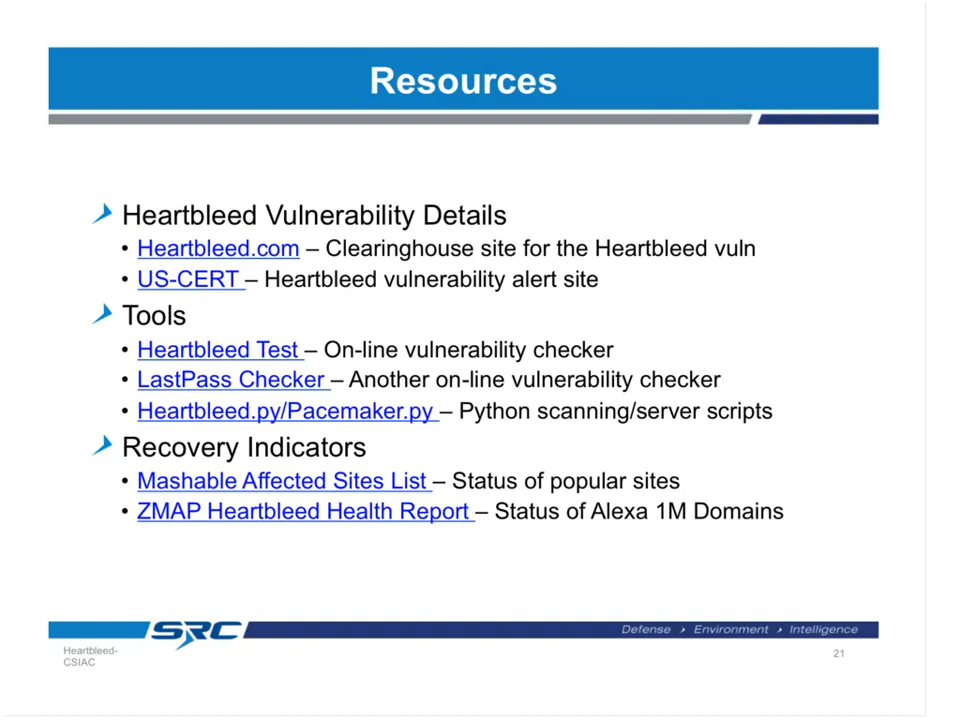 Resources
Heartbleed Vulnerability Details
• Heartbleed.com – Clearinghouse site for the Heartbleed vuln
• US-CERT – Heartbleed vulnerability alert site
Tools
• Heartbleed Test – On-line vulnerability checker
• LastPass Checker – Another on-line vulnerability checker
• Heartbleed.py/Pacemaker.py – Python scanning/server scripts
Recovery Indicators
• Mashable Affected Sites List – Status of popular sites
• ZMAP Heartbleed Health Report – Status of Alexa 1M Domains
SRC
Defense > Environment > Intelligence
Heartbleed-
CSIAC
21